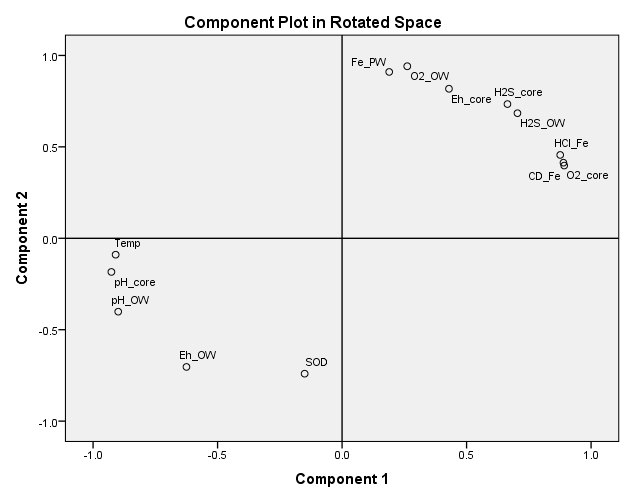 Component Plot in Rotated Space
Component 2
1.0
0.5
0.0
-0.5
-1.0
Fe_PW
O2_OW
Eh_core
H2S_core
H2S_OW
HCl_Fe
CD_Fe
O2_core
Temp
pH_core
pH_OW
Eh_OW
SOD
-1.0 -0.5 0.0 0.5 1.0
Component 1